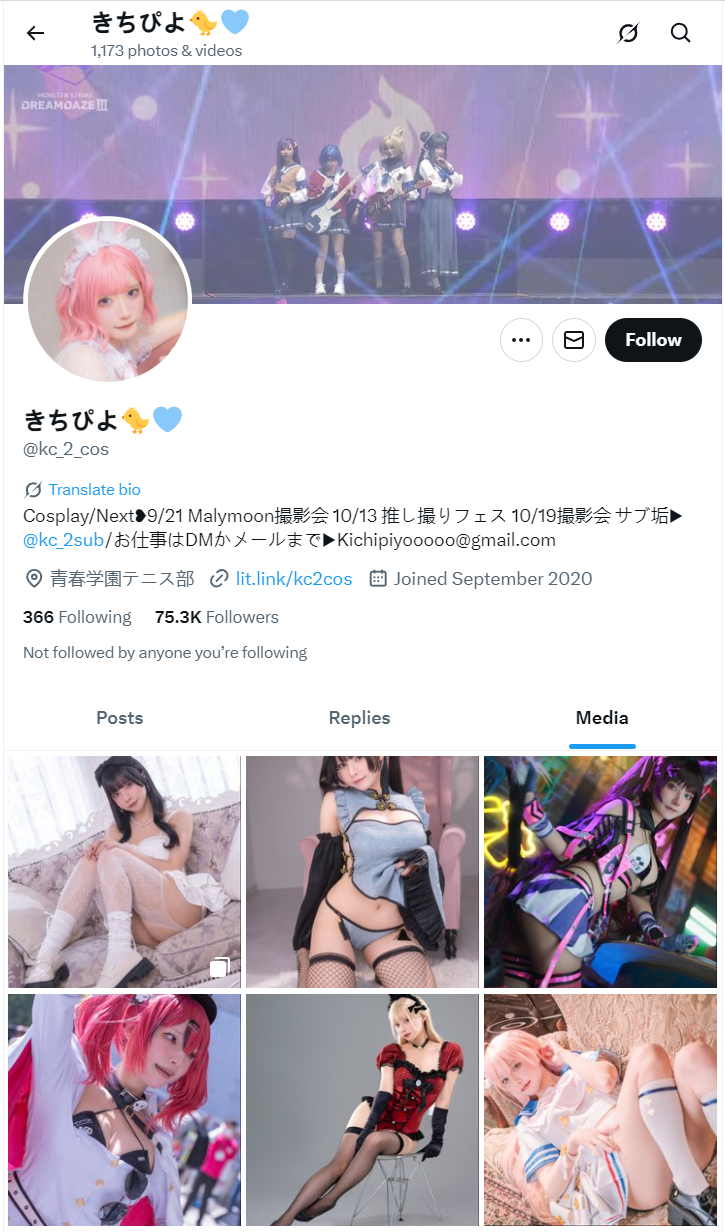 きちぴよ🐤🩵
1,173 photos & videos
MONSTER STRIKE
DREAMDAZE III
Follow
きちぴよ🐤🩵
@kc_2_cos
Translate bio
Cosplay/Next❥9/21 Malymoon撮影会 10/13 推し撮りフェス 10/19撮影会 サブ垢▶
@kc_2sub/お仕事はDMかメールまで▶Kichipiyooooo@gmail.com
青春学園テニス部 lit.link/kc2cos Joined September 2020
366 Following 75.3K Followers
Not followed by anyone you’re following
Posts Replies Media